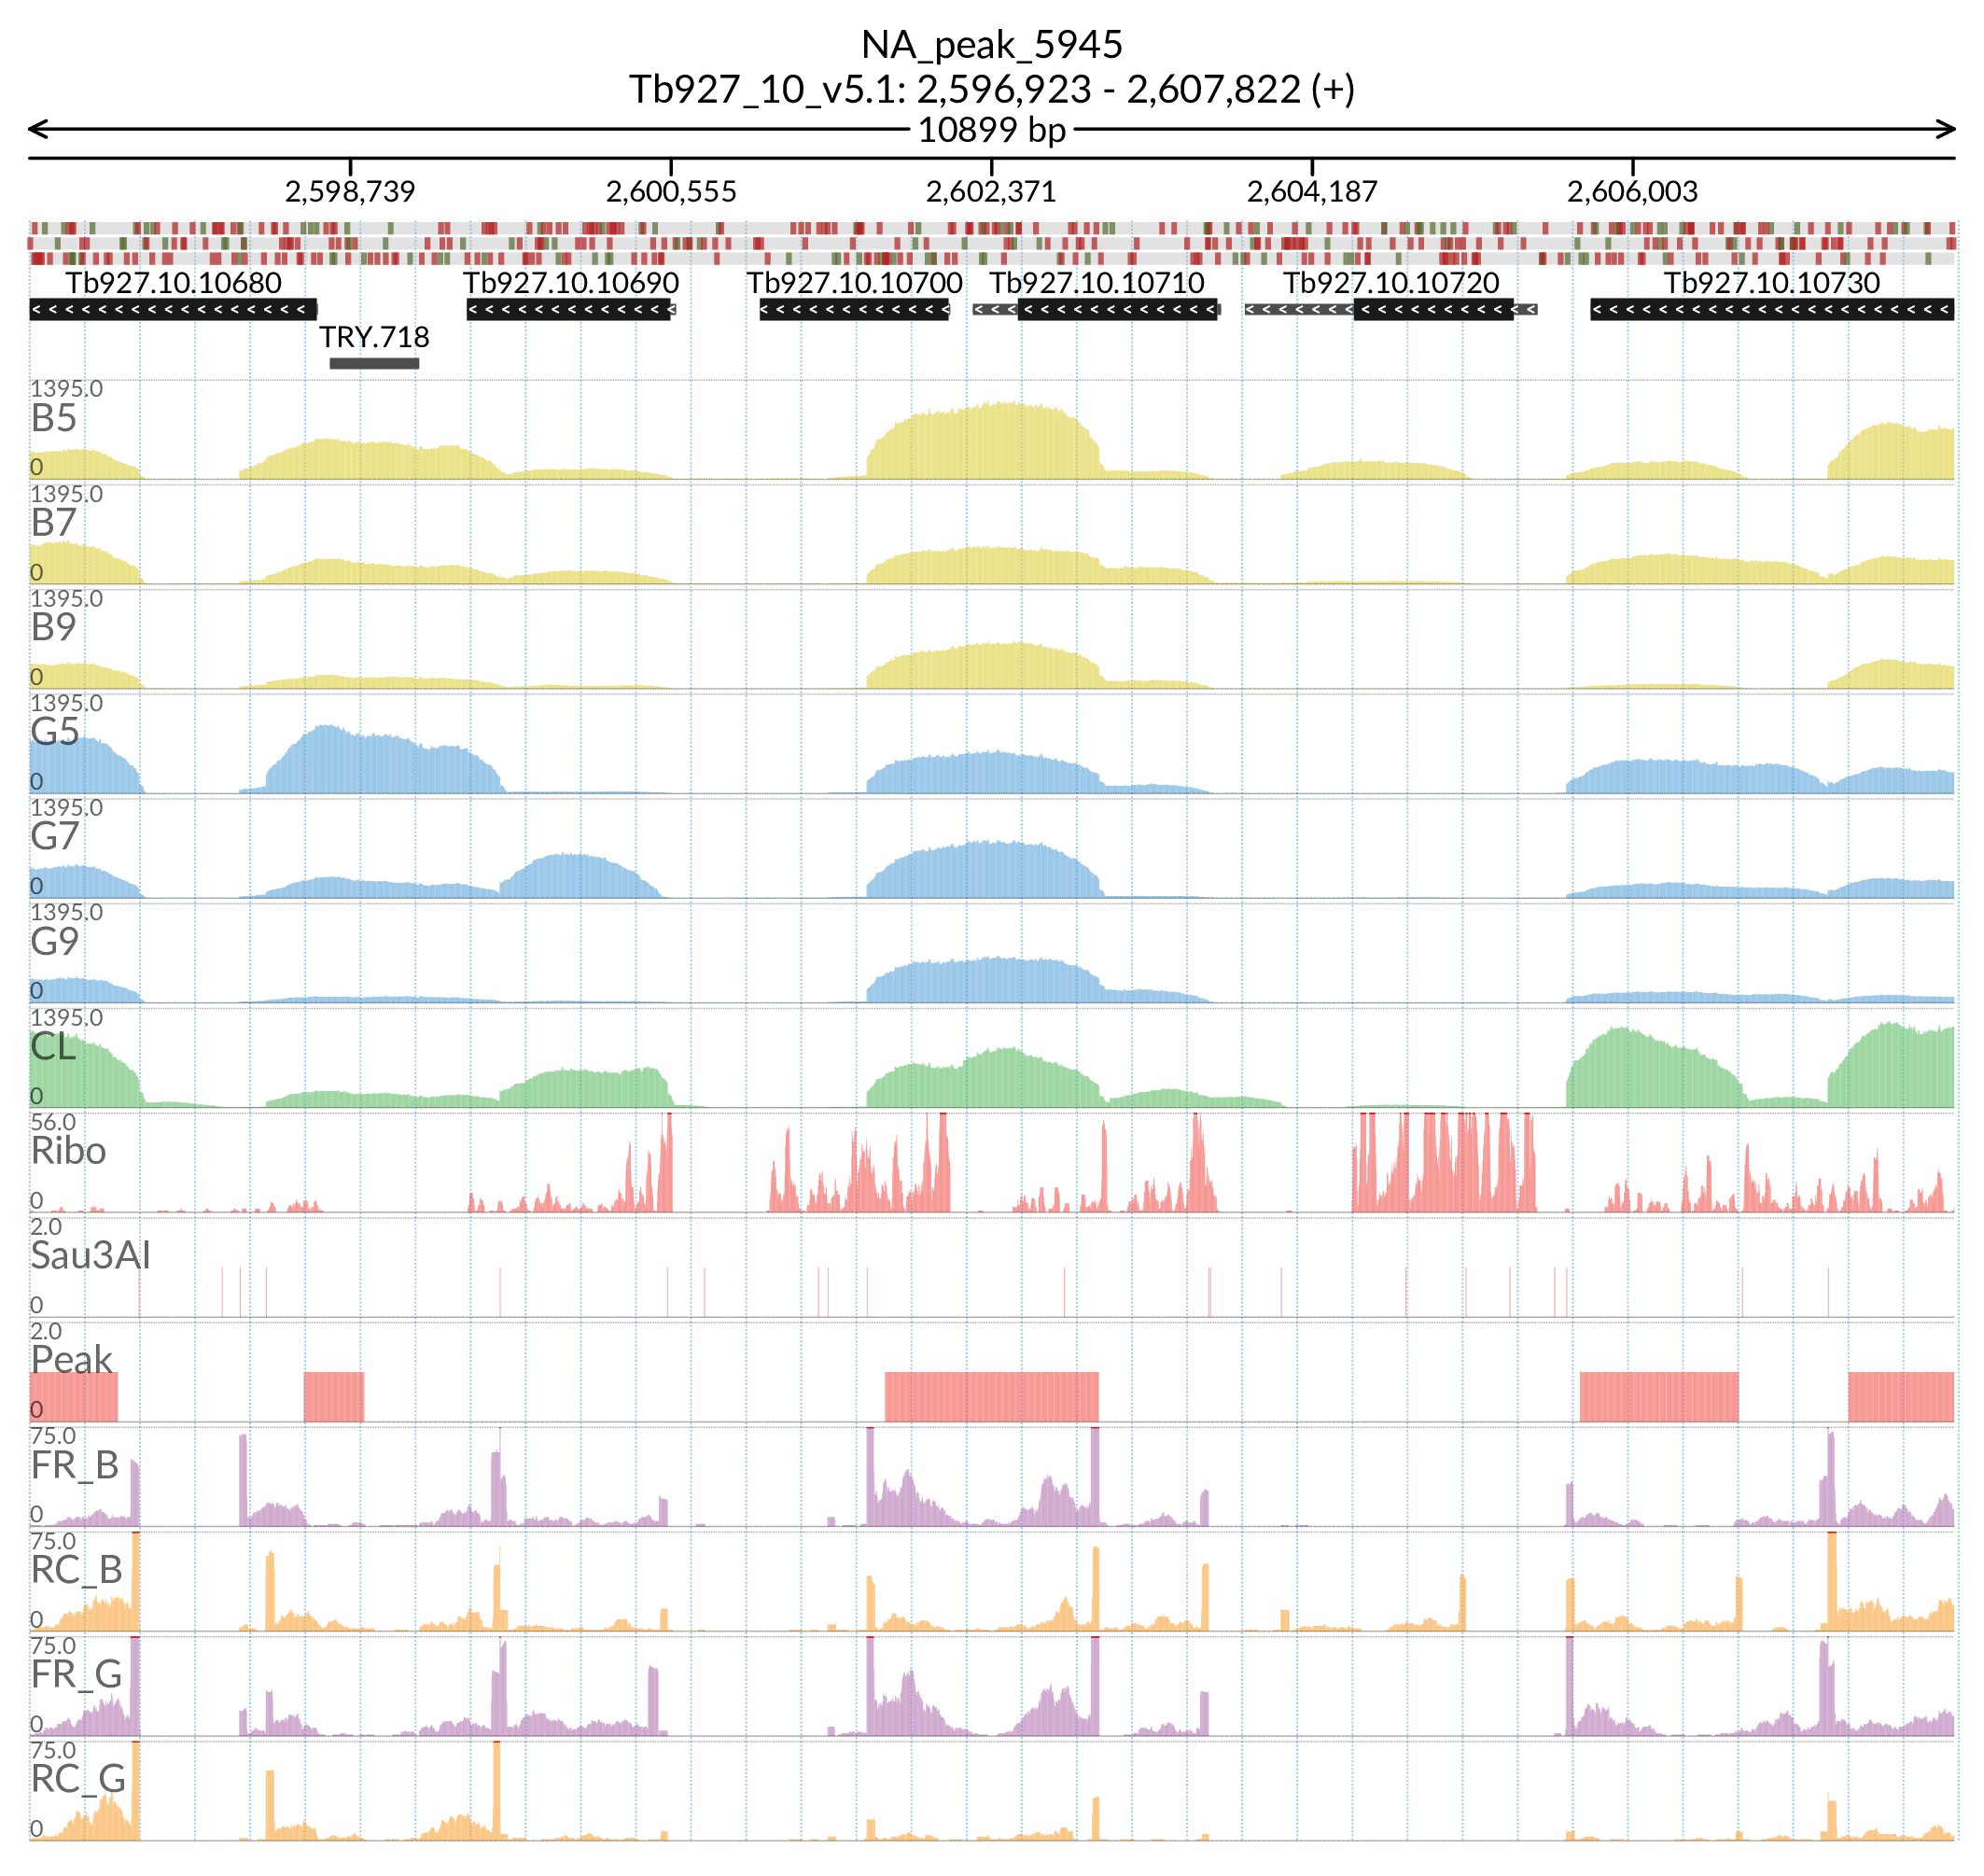 NA_peak_5945
Tb927_10_v5.1: 2,596,923 - 2,607,822 (+)
10899 bp
2,598,739 2,600,555 2,602,371 2,604,187 2,606,003
Tb927.10.10680 Tb927.10.10690 Tb927.10.10700 Tb927.10.10710 Tb927.10.10720 Tb927.10.10730
TRY.718
1395.0
B5
0
1395.0
B7
0
1395.0
B9
0
1395.0
G5
0
1395.0
G7
0
1395.0
G9
0
1395.0
CL
0
56.0
Ribo
0
2.0
Sau3AI
0
2.0
Peak
0
75.0
FR_B
0
75.0
RC_B
0
75.0
FR_G
0
75.0
RC_G
0